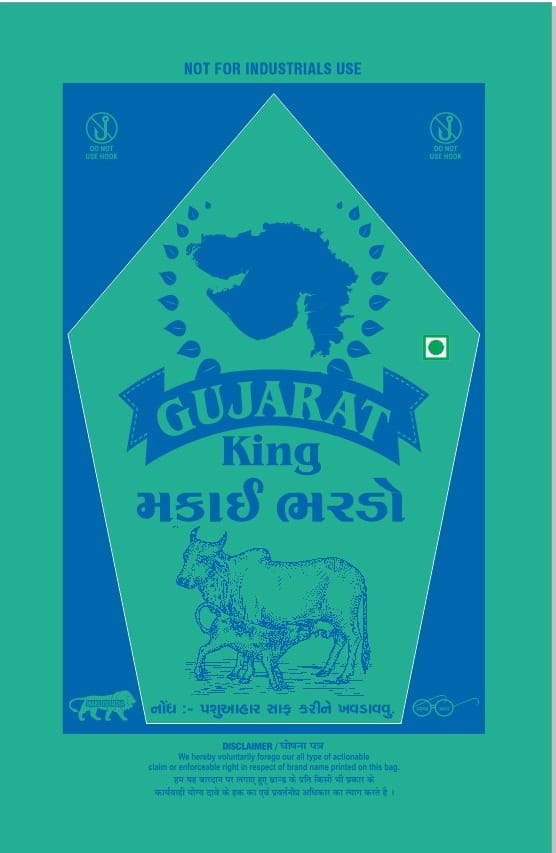 NOT FOR INDUSTRIALS USE
DO NOT
USE HOOK
DO NOT
USE HOOK
GUJARAT
King
મકાઈ ભરડો
નોંધ :- પશુઆહાર સાફ કરીને ખવડાવવુ.
DISCLAIMER / घोषना पत्र
We hereby voluntariiy forego our all type of actionable
claim or enforceable right in respect of brand name printed on this bag.
हम यह बारदान पर लगाए हुए ब्रान्ड के प्रति किसी भी प्रकार के
कार्यवाही योग्य दावे के हक का एवं प्रवर्तनीय अधिकार का त्याग करते है ।